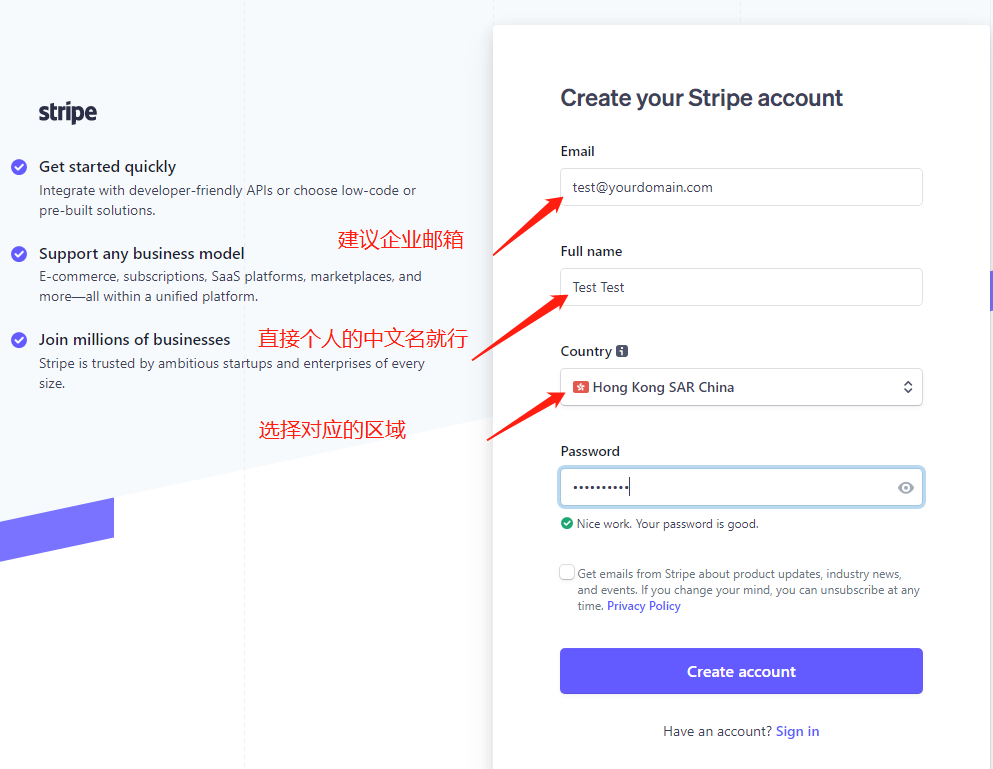 stripe
Get started quickly
Integrate with developer-friendly APIs or choose low-code or
pre-built solutions.
Support any business model
E-commerce, subscriptions, SaaS platforms, marketplaces, and
more—all within a unified platform.
Join millions of businesses
Stripe is trusted by ambitious startups and enterprises of every
size.
建议企业邮箱
直接个人的中文名就行
选择对应的区域
Create your Stripe account
Email
test@yourdomain.com
Full name
Test Test
Country
Hong Kong SAR China
Password
••••••••••
Nice work. Your password is good.
Get emails from Stripe about product updates, industry news,
and events. If you change your mind, you can unsubscribe at any
time. Privacy Policy
Create account
Have an account? Sign in